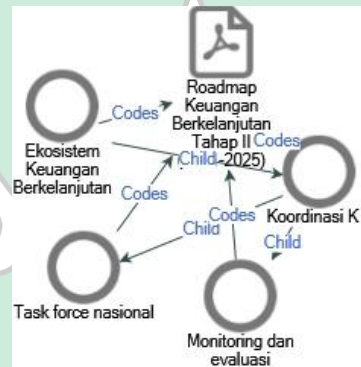 Roadmap
Keuangan
Berkelanjutan
Tahap II
-2025)
Codes
Codes
Child
Ekosistem
Keuangan
Berkelanjutan
Koordinasi K
Codes
Codes
Child
Child
Task force nasional
Monitoring dan
evaluasi